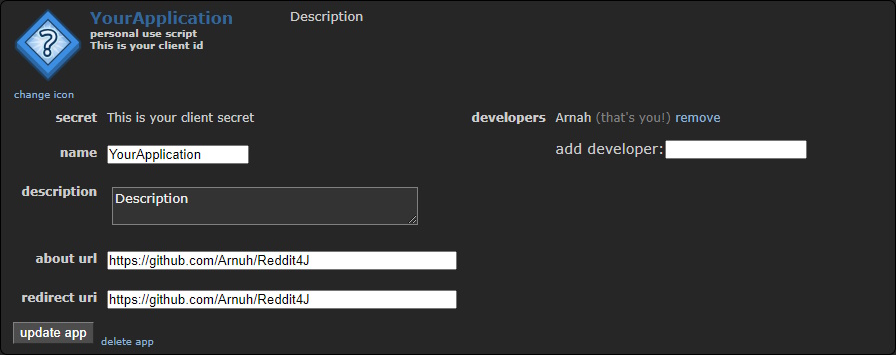 YourApplication
Description
personal use script
This is your client id
change icon
secret This is your client secret
developers Arnah (that's you!) remove
name YourApplication
add developer:
description Description
about url https://github.com/Arnuh/Reddit4J
redirect uri https://github.com/Arnuh/Reddit4J
update app delete app